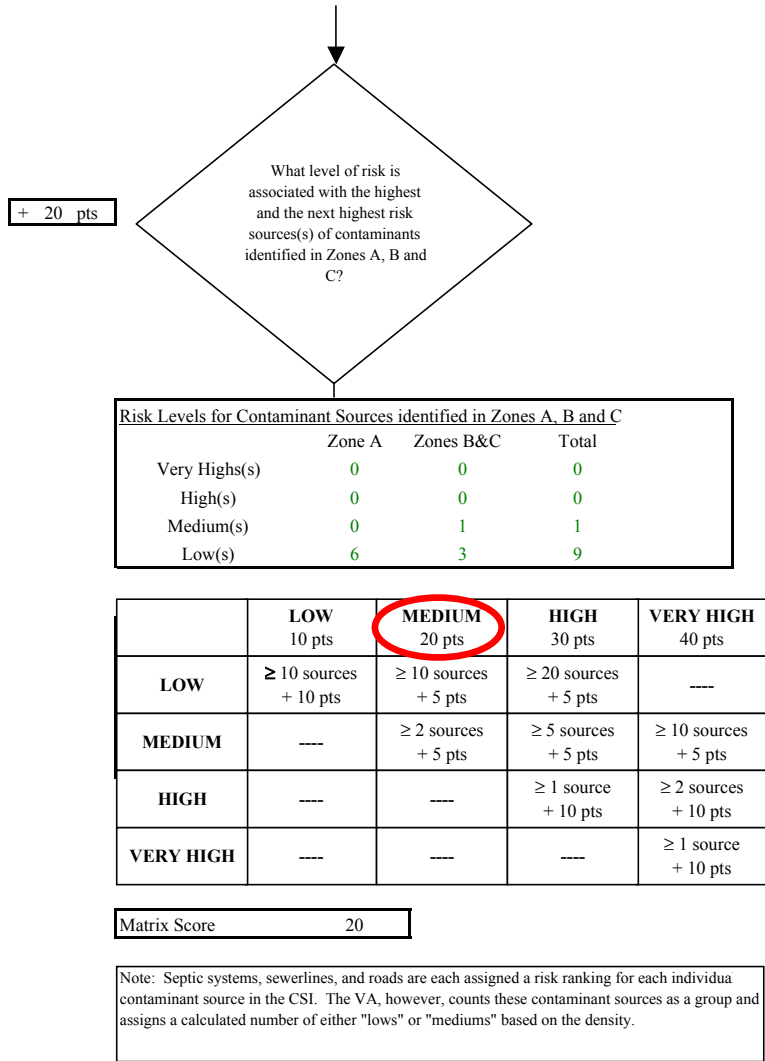 What level of risk is
associated with the highest
+ 20 pts
and the next highest risk
sources(s) of contaminants
identified in Zones A, B and
C?
Risk Levels for Contaminant Sources identified in Zones A, B and C
Zone A Zones B&C Total
Very Highs(s) 0 0 0
High(s) 0 0 0
Medium(s) 0 1 1
Low(s) 6 3 9
LOW MEDIUM HIGH VERY HIGH
10 pts 20 pts 30 pts 40 pts
LOW ≥ 10 sources + 10 pts ≥ 10 sources + 5 pts ≥ 20 sources + 5 pts ----
MEDIUM ---- ≥ 2 sources + 5 pts ≥ 5 sources + 5 pts ≥ 10 sources + 5 pts
HIGH ---- ---- ≥ 1 source + 10 pts ≥ 2 sources + 10 pts
VERY HIGH ---- ---- ---- ≥ 1 source + 10 pts
Matrix Score 20
Note: Septic systems, sewerlines, and roads are each assigned a risk ranking for each individua
contaminant source in the CSI. The VA, however, counts these contaminant sources as a group and
assigns a calculated number of either "lows" or "mediums" based on the density.